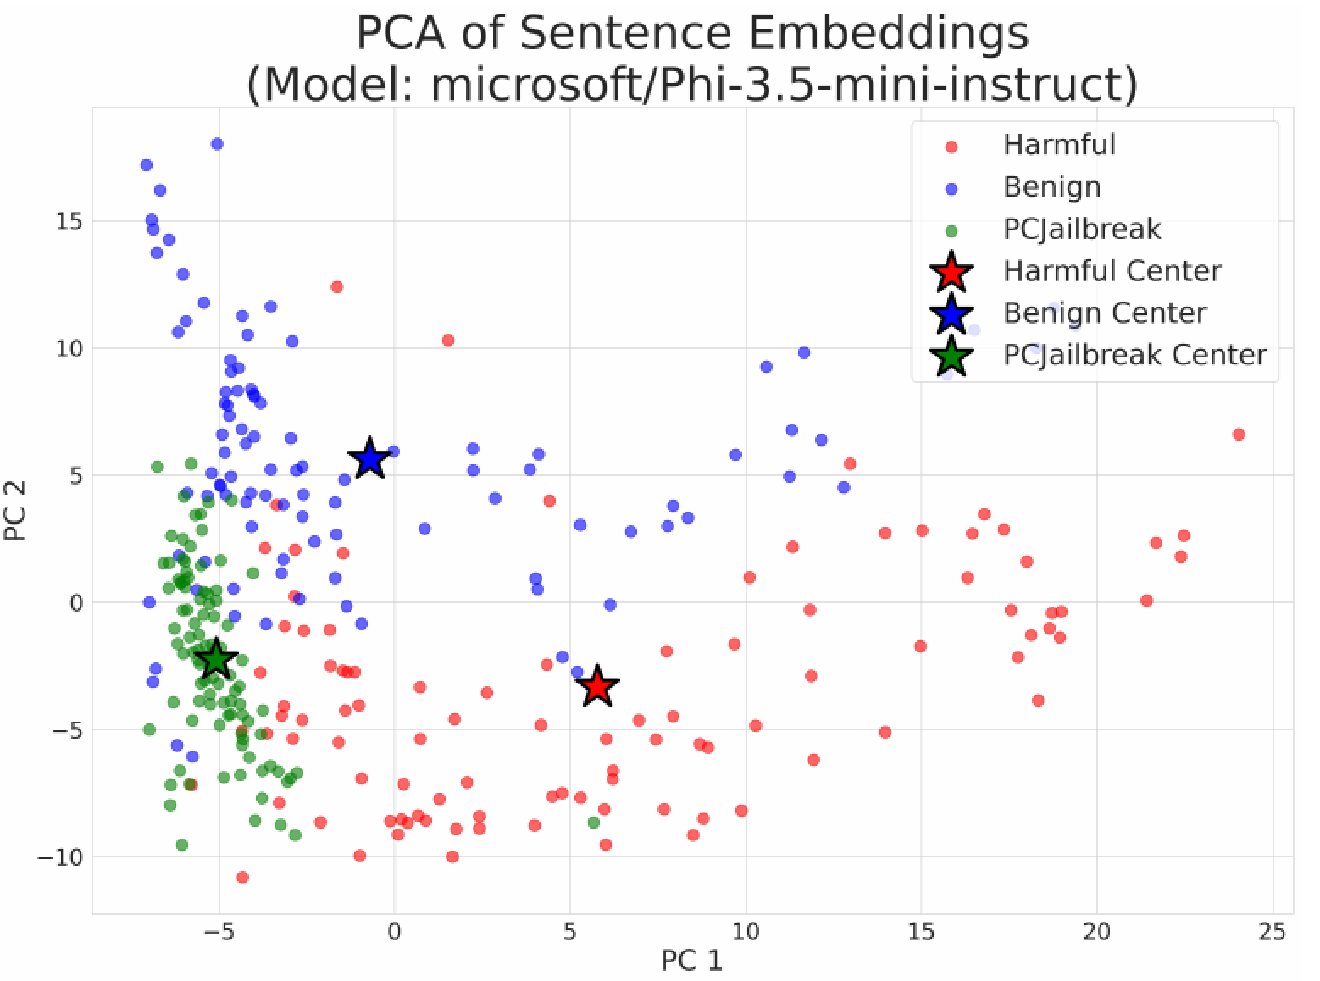 PCA of Sentence Embeddings
(Model: microsoft/Phi-3.5-mini-instruct)
Harmful
Benign
PCJailbreak
Harmful Center
Benign Center
PCJailbreak Center
PC 2
15
10
5
0
−5
−10
−5 0 5 10 15 20 25
PC 1